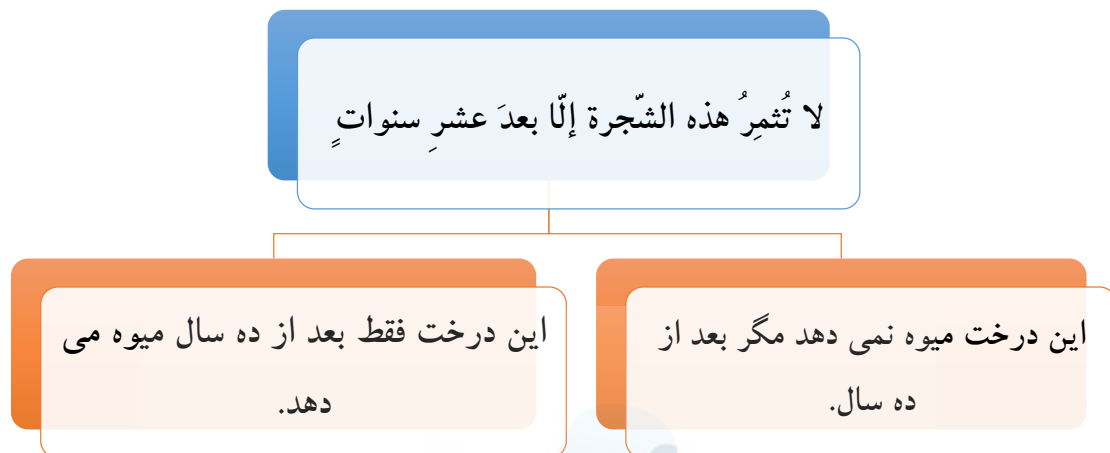 لا تُثمِرُ هذه الشّجرة إلّا بعدَ عشرِ سنواتٍ
این درخت میوه نمی دهد مگر بعد از
ده سال.
این درخت فقط بعد از ده سال میوه می
دهد.